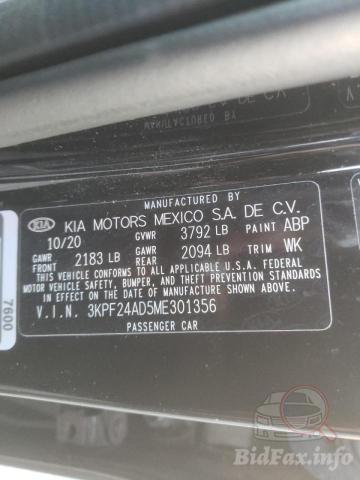 KIA KIA MOTORS MEXICO S.A. DE C.V.
10/20 GVWR 3792 LB PAINT ABP
GAWR FRONT 2183 LB GAWR REAR 2094 LB TRIM WK
THIS VEHICLE CONFORMS TO ALL APPLICABLE U.S.A. FEDERAL
MOTOR VEHICLE SAFETY, BUMPER, AND THEFT PREVENTION STANDARDS
IN EFFECT ON THE DATE OF MANUFACTURE SHOWN ABOVE.
V.I.N. 3KPF24AD5ME301356
PASSENGER CAR
7600
BidFax.info